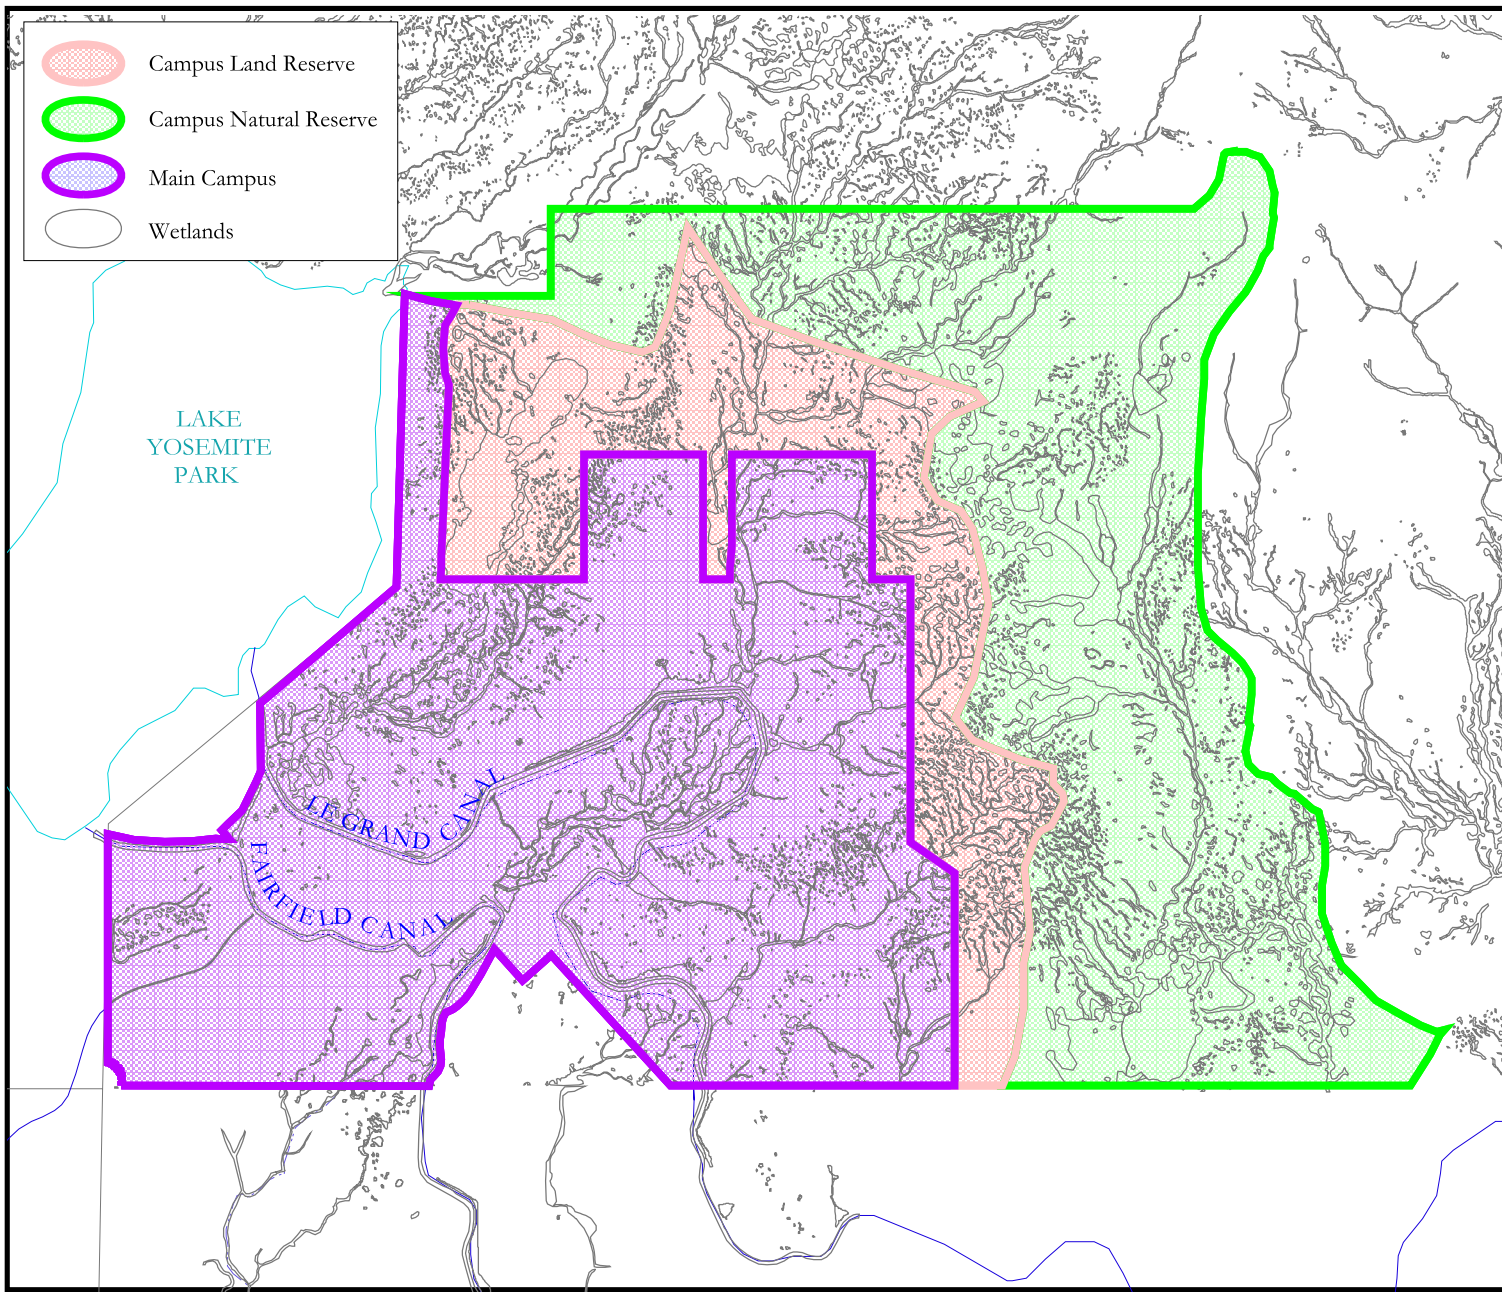 Campus Land Reserve
Campus Natural Reserve
Main Campus
Wetlands
LAKE
YOSEMITE
PARK
LE GRAND CANAL
FAIRFIELD CANAL